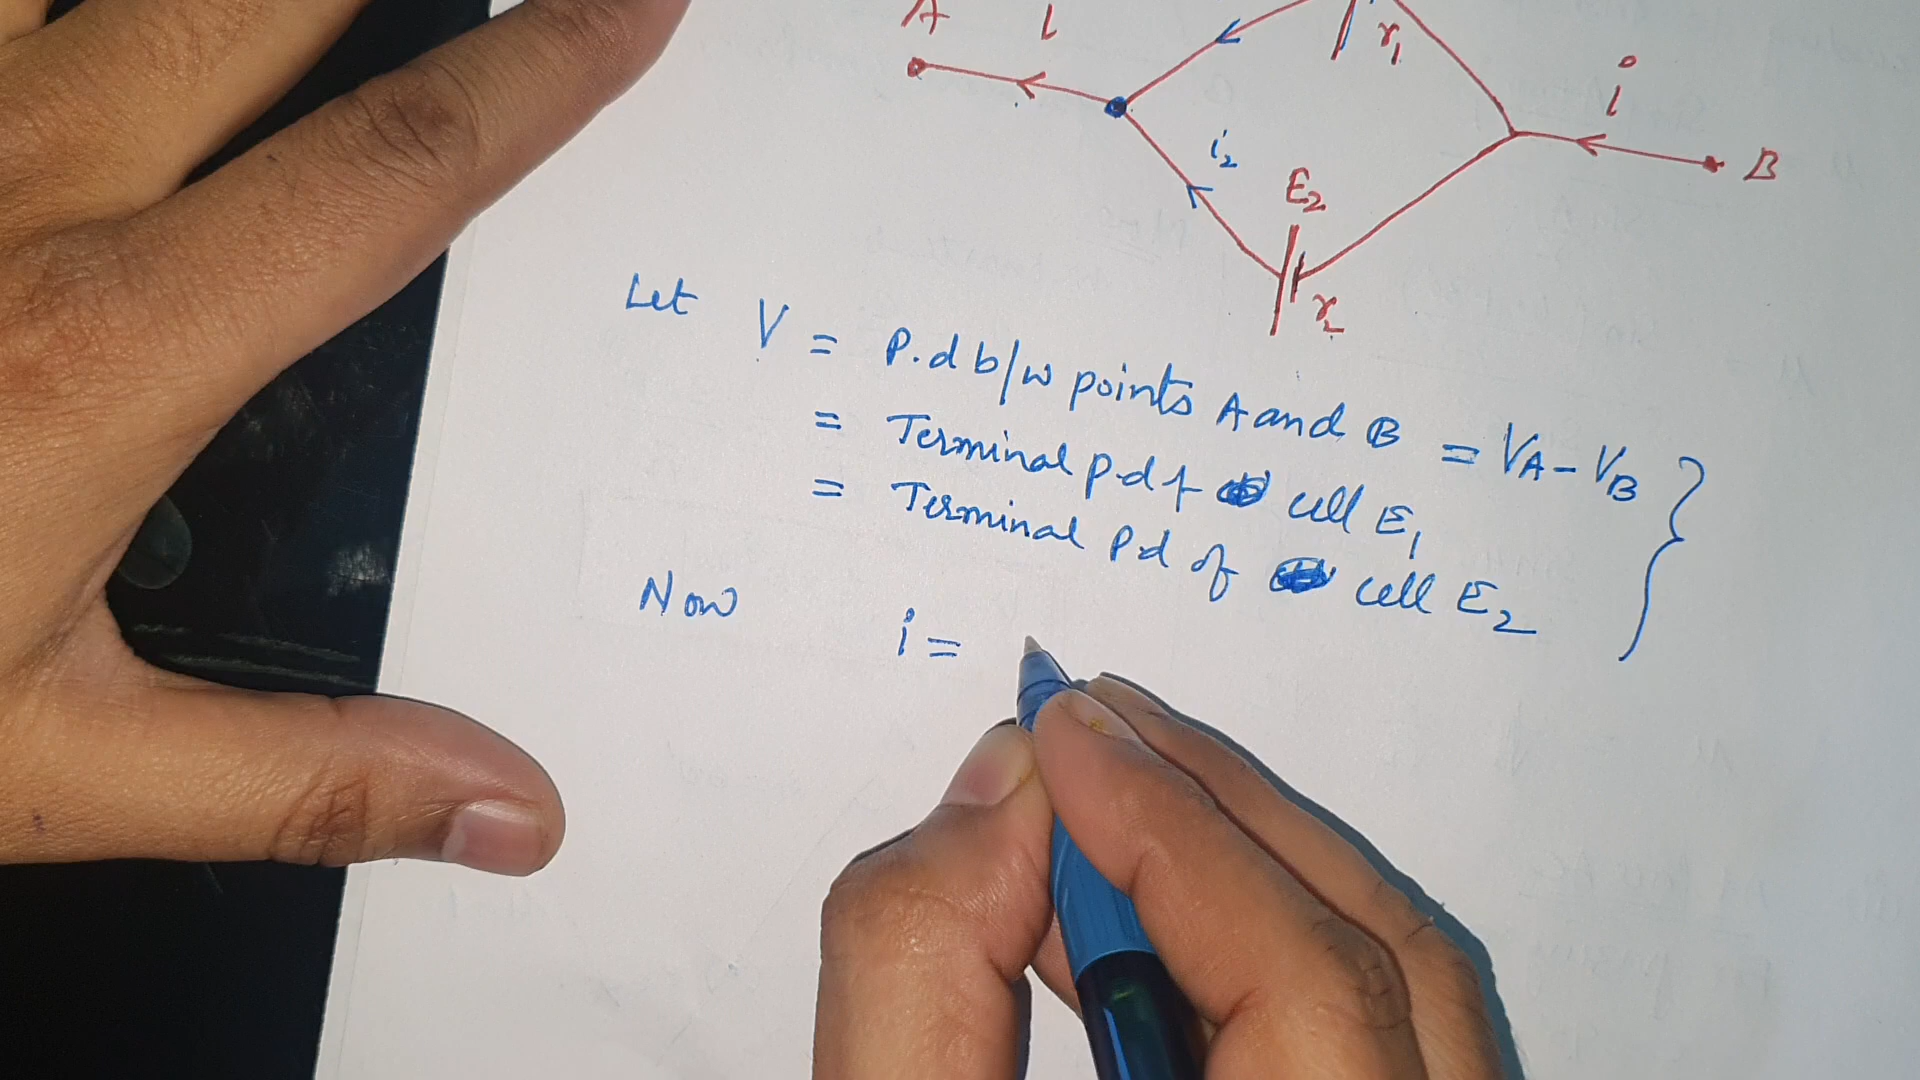 A i
r₁
i
i₂
E₂
B
r₂
Let V = P.d b/w points A and B = VA - VB
= Terminal p.d of cell E₁
= Terminal Pd of cell E₂
Now i =